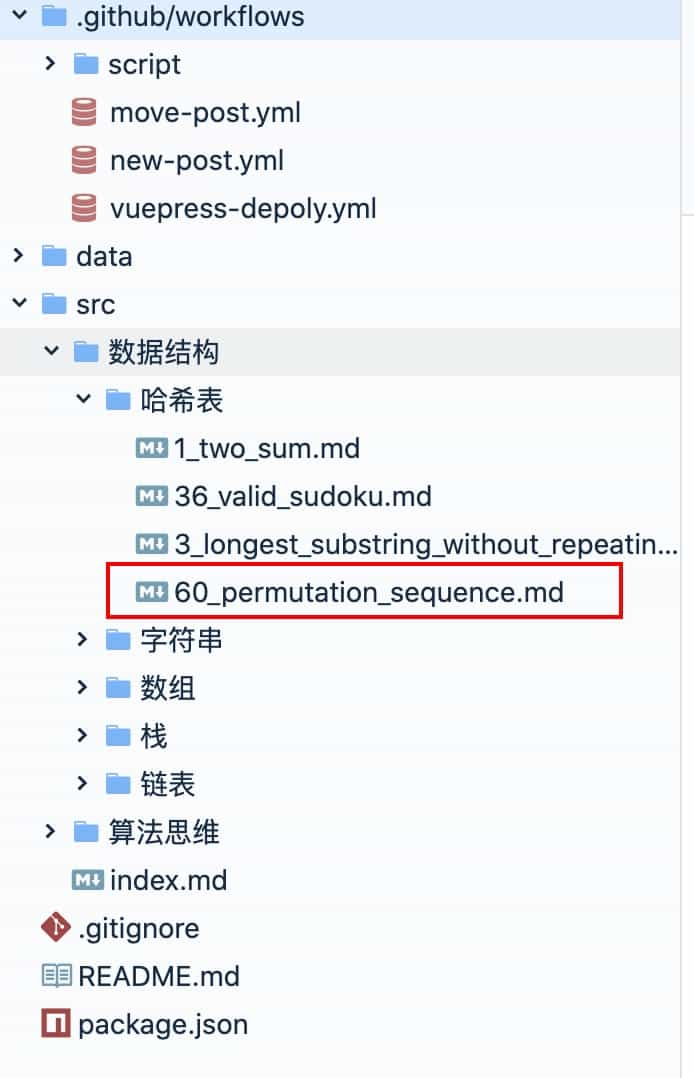 .github/workflows
script
move-post.yml
new-post.yml
vuepress-depoly.yml
data
src
数据结构
哈希表
M↓ 1_two_sum.md
M↓ 36_valid_sudoku.md
M↓ 3_longest_substring_without_repeatin...
M↓ 60_permutation_sequence.md
字符串
数组
栈
链表
算法思维
M↓ index.md
.gitignore
README.md
package.json